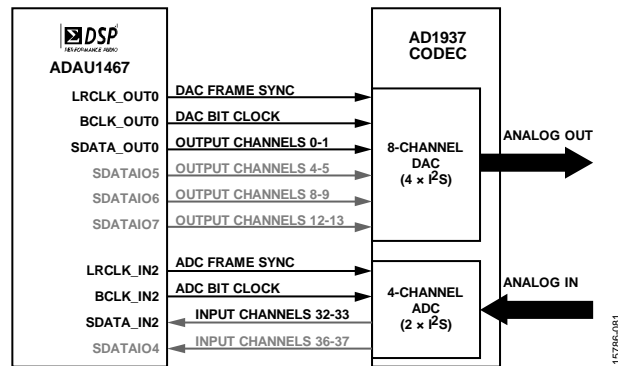 ΣDSP
PERFORMANCE AUDIO
ADAU1467
AD1937
CODEC
LRCLK_OUT0
DAC FRAME SYNC
BCLK_OUT0
DAC BIT CLOCK
SDATA_OUT0
OUTPUT CHANNELS 0-1
SDATAIO5
OUTPUT CHANNELS 4-5
SDATAIO6
OUTPUT CHANNELS 8-9
SDATAIO7
OUTPUT CHANNELS 12-13
8-CHANNEL
DAC
(4 × I²S)
ANALOG OUT
LRCLK_IN2
ADC FRAME SYNC
BCLK_IN2
ADC BIT CLOCK
SDATA_IN2
INPUT CHANNELS 32-33
SDATAIO4
INPUT CHANNELS 36-37
4-CHANNEL
ADC
(2 × I²S)
ANALOG IN
15786-081